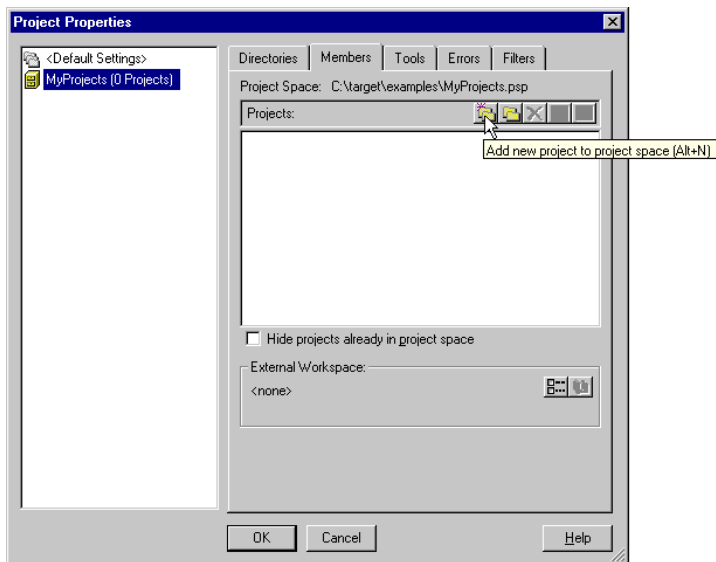 Project Properties
<Default Settings>
MyProjects (0 Projects)
Directories Members Tools Errors Filters
Project Space: C:\target\examples\MyProjects.psp
Projects:
Add new project to project space (Alt+N)
Hide projects already in project space
External Workspace:
<none>
OK Cancel Help